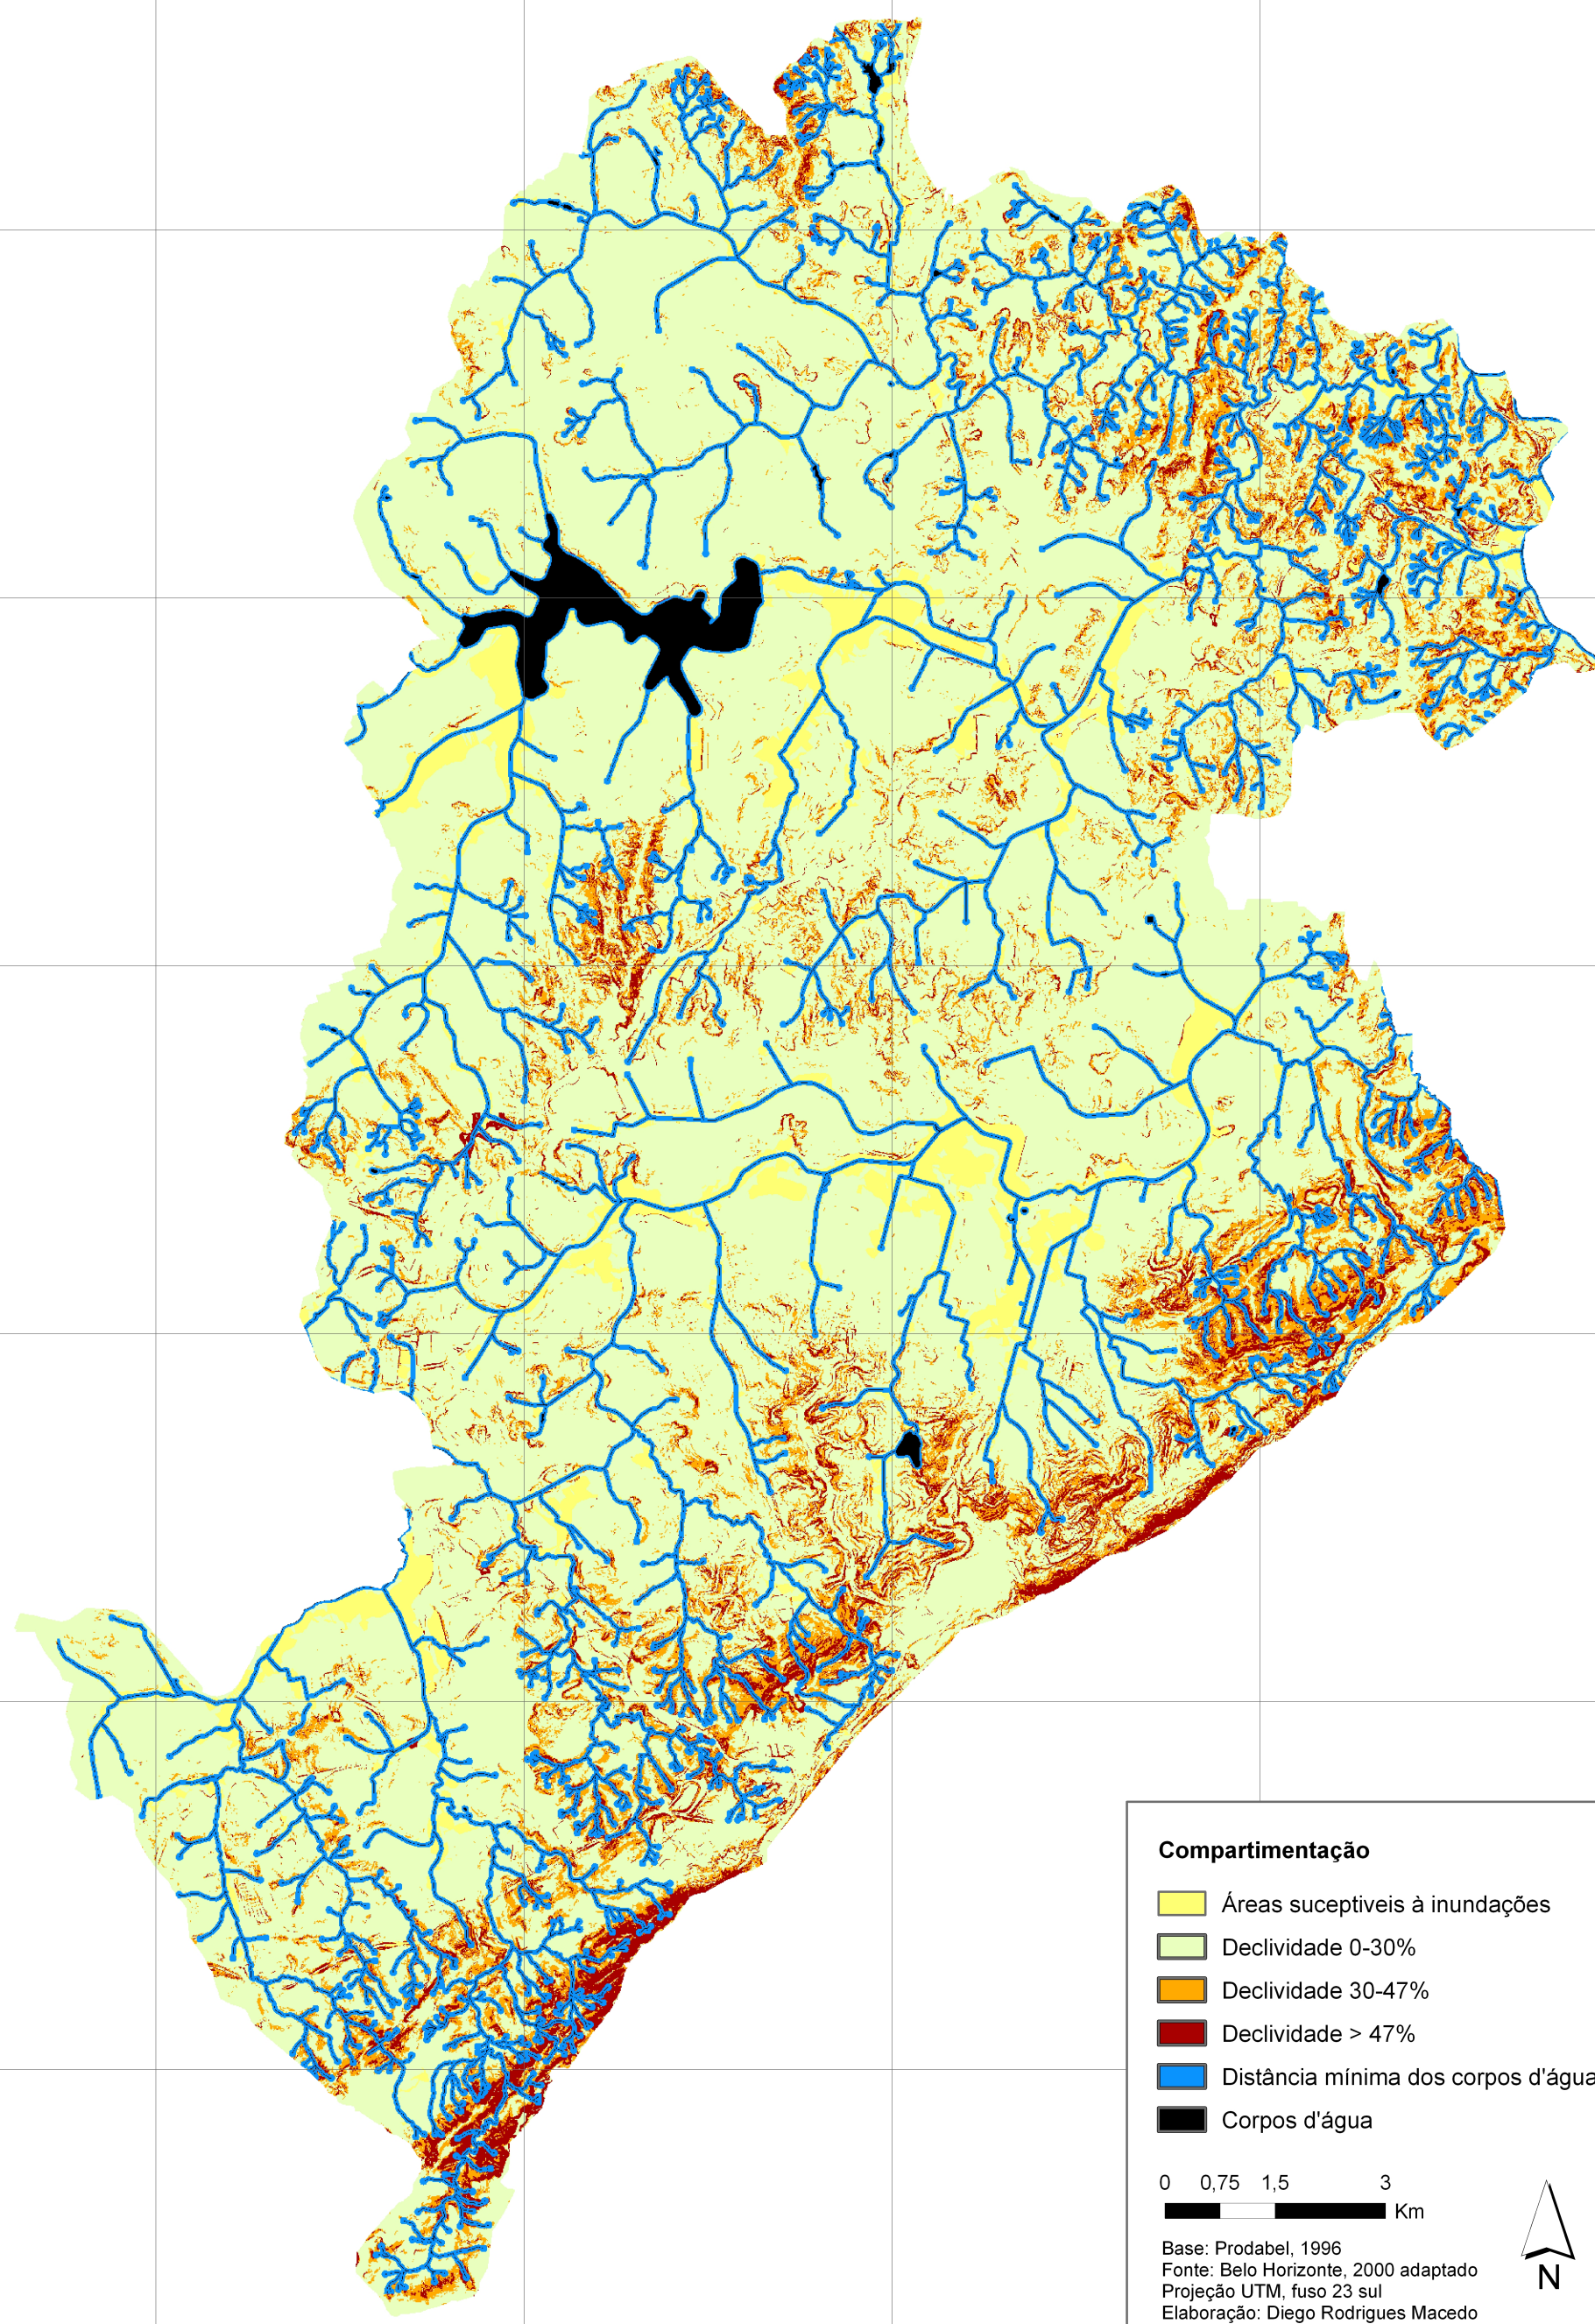 Compartimentação
Áreas suceptiveis à inundações
Declividade 0-30%
Declividade 30-47%
Declividade > 47%
Distância mínima dos corpos d'água
Corpos d'água
0 0,75 1,5 3
Km
Base: Prodabel, 1996
Fonte: Belo Horizonte, 2000 adaptado
Projeção UTM, fuso 23 sul
Elaboração: Diego Rodrigues Macedo
N